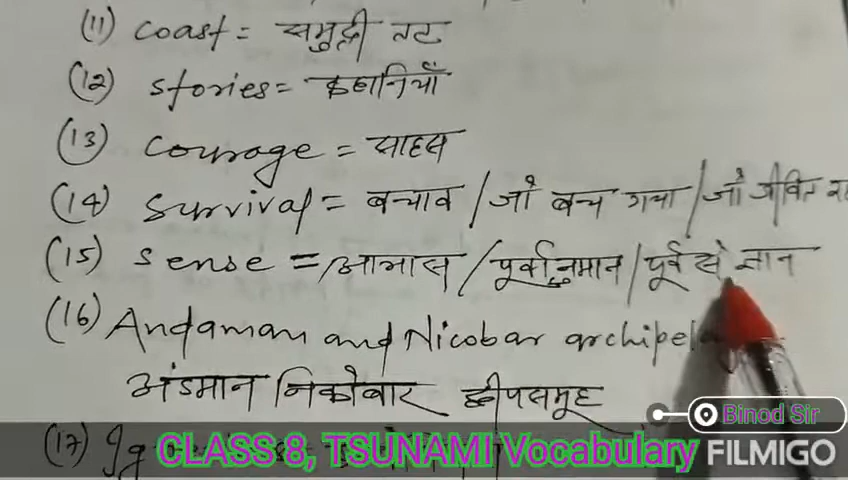 (11) coast = समुद्री तट
(12) stories = कहानियाँ
(13) courage = साहस
(14) survival = बचाव / जो बच गया / जो जीवित
(15) sense = आभास / पूर्वानुमान / पूर्व से ज्ञान
(16) Andaman and Nicobar
अंडमान निकोबार द्वीपसमूह
(17)
CLASS 8, TSUNAMI Vocabulary
Binod Sir
FILMIGO